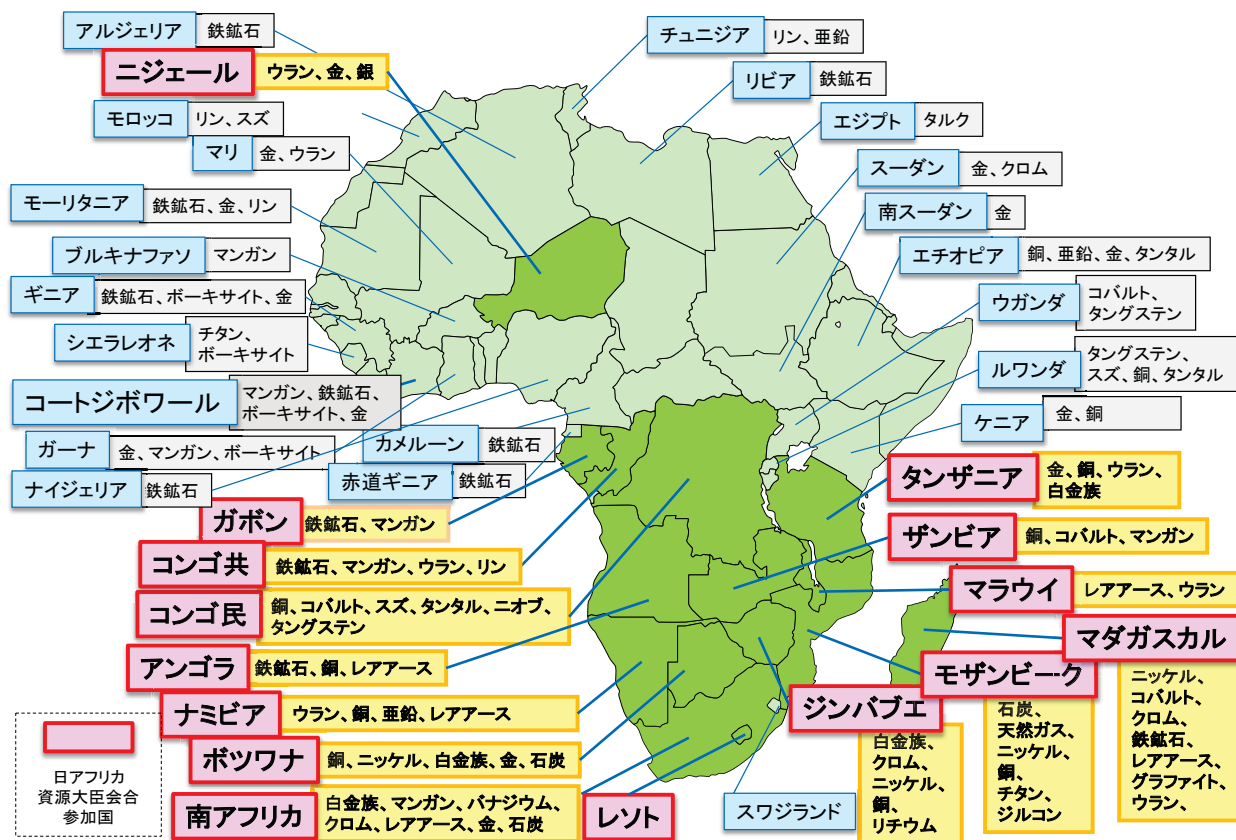 アルジェリア
鉄鉱石
ニジェール
ウラン、金、銀
モロッコ
リン、スズ
マリ
金、ウラン
モーリタニア
鉄鉱石、金、リン
ブルキナファソ
マンガン
ギニア
鉄鉱石、ボーキサイト、金
シエラレオネ
チタン、
ボーキサイト
コートジボワール
マンガン、鉄鉱石、
ボーキサイト、金
ガーナ
金、マンガン、ボーキサイト
ナイジェリア
鉄鉱石
カメルーン
鉄鉱石
赤道ギニア
鉄鉱石
チュニジア
リン、亜鉛
リビア
鉄鉱石
エジプト
タルク
スーダン
金、クロム
南スーダン
金
エチオピア
銅、亜鉛、金、タンタル
ウガンダ
コバルト、
タングステン
ルワンダ
タングステン、
スズ、銅、タンタル
ケニア
金、銅
タンザニア
金、銅、ウラン、
白金族
ザンビア
銅、コバルト、マンガン
マラウイ
レアアース、ウラン
マダガスカル
ニッケル、
コバルト、
クロム、
鉄鉱石、
レアアース、
グラファイト、
ウラン、
モザンビーク
石炭、
天然ガス、
ニッケル、
銅、
チタン、
ジルコン
ジンバブエ
白金族、
クロム、
ニッケル、
銅、
リチウム
スワジランド
レソト
ガボン
鉄鉱石、マンガン
コンゴ共
鉄鉱石、マンガン、ウラン、リン
コンゴ民
銅、コバルト、スズ、タンタル、ニオブ、
タングステン
アンゴラ
鉄鉱石、銅、レアアース
ナミビア
ウラン、銅、亜鉛、レアアース
ボツワナ
銅、ニッケル、白金族、金、石炭
南アフリカ
白金族、マンガン、バナジウム、
クロム、レアアース、金、石炭
日アフリカ
資源大臣会合
参加国